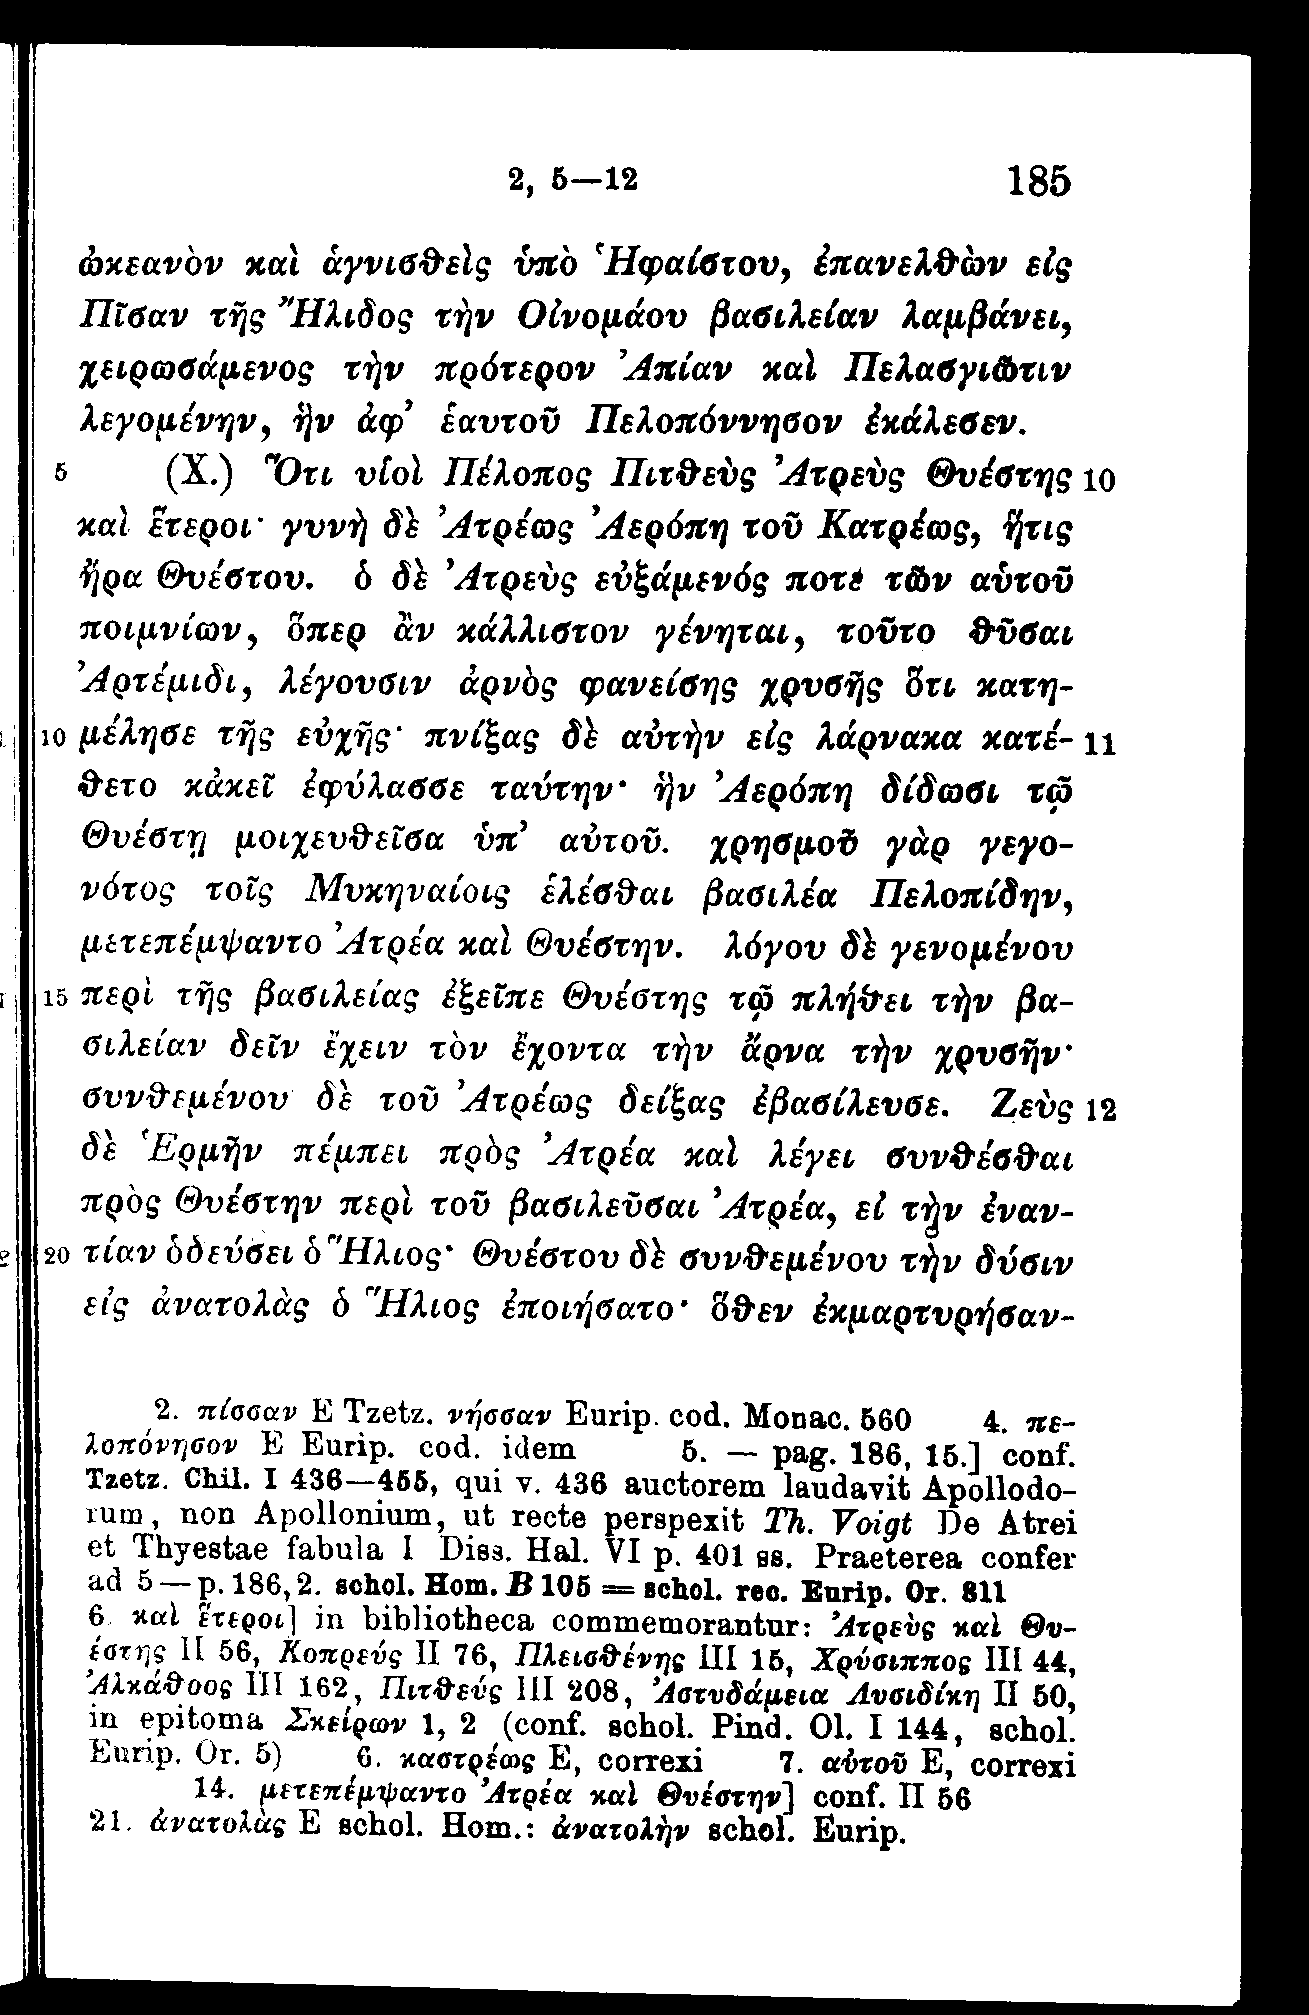 2, 5—12 185
ὠκεανὸν καὶ ἁγνισθεὶς ὑπὸ Ἡφαίστου, ἐπανελθὼν εἰς
Πῖσαν τῆς Ἤλιδος τὴν Οἰνομάου βασιλείαν λαμβάνει,
χειρωσάμενος τὴν πρότερον Ἀπίαν καὶ Πελασγιῶτιν
λεγομένην, ἣν ἀφ’ ἑαυτοῦ Πελοπόννησον ἐκάλεσεν.
5 (X.) Ὅτι υἱοὶ Πέλοπος Πιτθεὺς Ἀτρεὺς Θυέστης 10
καὶ ἕτεροι· γυνὴ δὲ Ἀτρέως Ἀερόπη τοῦ Κατρέως, ἥτις
ἤρα Θυέστου. ὁ δὲ Ἀτρεὺς εὐξάμενός ποτε τῶν αὑτοῦ
ποιμνίων, ὅπερ ἂν κάλλιστον γένηται, τοῦτο θῦσαι
Ἀρτέμιδι, λέγουσιν ἀρνὸς φανείσης χρυσῆς ὅτι κατη-
10 μέλησε τῆς εὐχῆς· πνίξας δὲ αὐτὴν εἰς λάρνακα κατέ- 11
θετο κἀκεῖ ἐφύλασσε ταύτην· ἣν Ἀερόπη δίδωσι τῷ
Θυέστῃ μοιχευθεῖσα ὑπ’ αὐτοῦ. χρησμοῦ γὰρ γεγο-
νότος τοῖς Μυκηναίοις ἑλέσθαι βασιλέα Πελοπίδην,
μετεπέμψαντο Ἀτρέα καὶ Θυέστην. λόγου δὲ γενομένου
15 περὶ τῆς βασιλείας ἐξεῖπε Θυέστης τῷ πλήθει τὴν βα-
σιλείαν δεῖν ἔχειν τὸν ἔχοντα τὴν ἄρνα τὴν χρυσῆν·
συνθεμένου δὲ τοῦ Ἀτρέως δείξας ἐβασίλευσε. Ζεὺς 12
δὲ Ἑρμῆν πέμπει πρὸς Ἀτρέα καὶ λέγει συνθέσθαι
πρὸς Θυέστην περὶ τοῦ βασιλεῦσαι Ἀτρέα, εἰ τὴν ἐναν-
20 τίαν ὁδεύσει ὁ Ἥλιος· Θυέστου δὲ συνθεμένου τὴν δύσιν
εἰς ἀνατολὰς ὁ Ἥλιος ἐποιήσατο· ὅθεν ἐκμαρτυρήσαν-
2. πίσσαν E Tzetz. νήσσαν Eurip. cod. Monac. 560 4. πε-
λοπόνησον E Eurip. cod. idem 5. — pag. 186, 15.] conf.
Tzetz. Chil. I 436—455, qui v. 436 auctorem laudavit Apollodo-
rum, non Apollonium, ut recte perspexit Th. Voigt De Atrei
et Thyestae fabula I Diss. Hal. VI p. 401 ss. Praeterea confer
ad 5—p. 186, 2. schol. Hom. B 105 = schol. rec. Eurip. Or. 811
6. καὶ ἕτεροι] in bibliotheca commemorantur: Ἀτρεὺς καὶ Θυ-
έστης II 56, Κοπρεύς II 76, Πλεισθένης III 15, Χρύσιππος III 44,
Ἀλκάθοος III 162, Πιτθεύς III 208, Ἀστυδάμεια Λυσιδίκη II 50,
in epitoma Σκείρων 1, 2 (conf. schol. Pind. Ol. I 144, schol.
Eurip. Or. 5) 6. καστρέως E, correxi 7. αὐτοῦ E, correxi
14. μετεπέμψαντο Ἀτρέα καὶ Θυέστην] conf. II 56
21. ἀνατολὰς E schol. Hom.: ἀνατολὴν schol. Eurip.